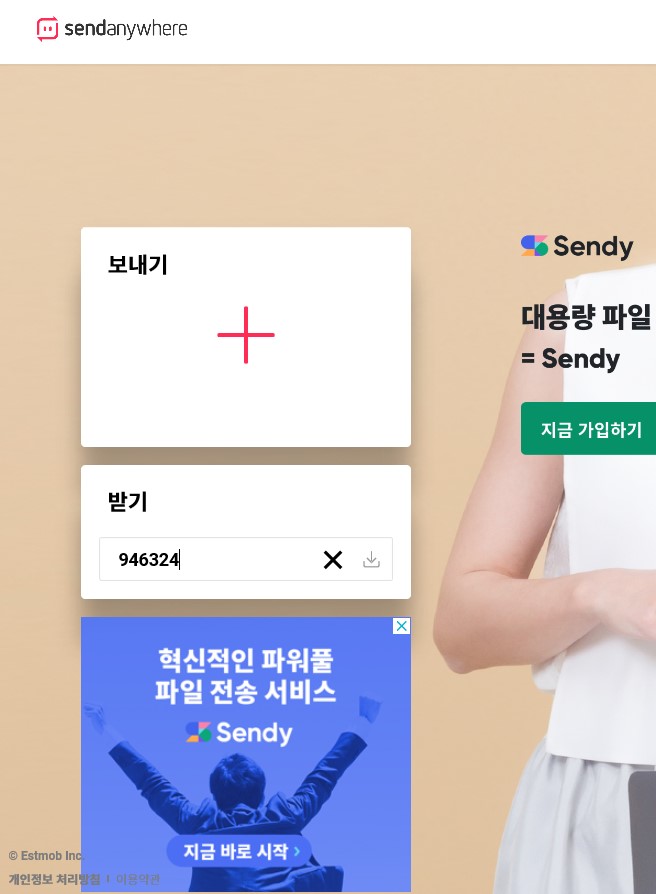 sendanywhere
보내기
받기
946324
Sendy
대용량 파일
= Sendy
지금 가입하기
혁신적인 파워풀
파일 전송 서비스
Sendy
지금 바로 시작 >
© Estmob Inc.
개인정보 처리방침 | 이용약관